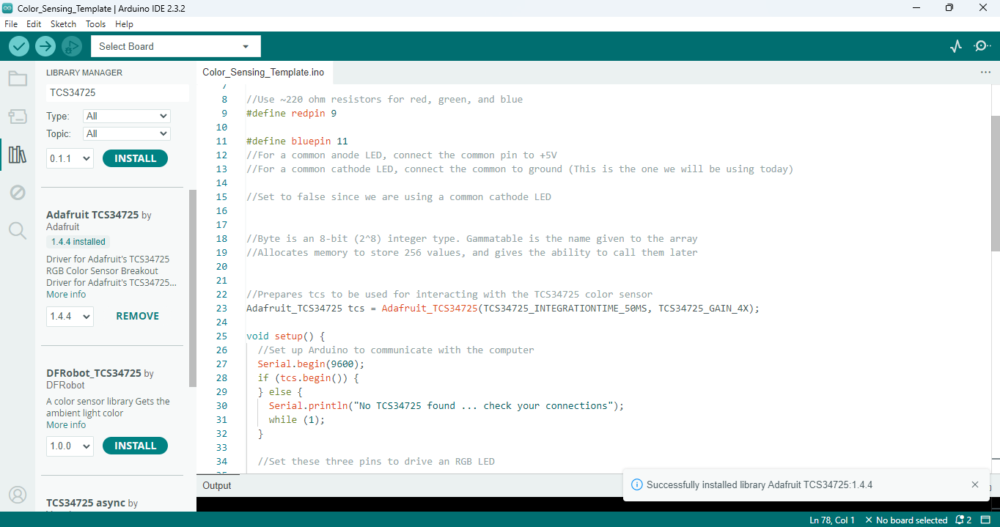 Color_Sensing_Template | Arduino IDE 2.3.2
File Edit Sketch Tools Help
Select Board
LIBRARY MANAGER
TCS34725
Type: All
Topic: All
0.1.1 INSTALL
Adafruit TCS34725 by
Adafruit
1.4.4 installed
Driver for Adafruit's TCS34725
RGB Color Sensor Breakout
Driver for Adafruit's TCS34725...
More info
1.4.4 REMOVE
DFRobot_TCS34725 by
DFRobot
A color sensor library Gets the
ambient light color
More info
1.0.0 INSTALL
TCS34725 async by
Color_Sensing_Template.ino
7
8 //Use ~220 ohm resistors for red, green, and blue
9 #define redpin 9
10
11 #define bluepin 11
12 //For a common anode LED, connect the common pin to +5V
13 //For a common cathode LED, connect the common to ground (This is the one we will be using today)
14
15 //Set to false since we are using a common cathode LED
16
17
18 //Byte is an 8-bit (2^8) integer type. Gammatable is the name given to the array
19 //Allocates memory to store 256 values, and gives the ability to call them later
20
21
22 //Prepares tcs to be used for interacting with the TCS34725 color sensor
23 Adafruit_TCS34725 tcs = Adafruit_TCS34725(TCS34725_INTEGRATIONTIME_50MS, TCS34725_GAIN_4X);
24
25 void setup() {
26 //Set up Arduino to communicate with the computer
27 Serial.begin(9600);
28 if (tcs.begin()) {
29 } else {
30 Serial.println("No TCS34725 found ... check your connections");
31 while (1);
32 }
33
34 //Set these three pins to drive an RGB LED
Output
Successfully installed library Adafruit TCS34725:1.4.4
Ln 78, Col 1 No board selected 2